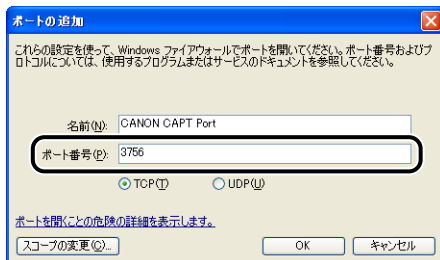 ポートの追加
これらの設定を使って、Windows ファイアウォールでポートを開いてください。ポート番号およびプ
ロトコルについては、使用するプログラムまたはサービスのドキュメントを参照してください。
名前(N): CANON CAPT Port
ポート番号(P): 3756
TCP(T) UDP(U)
ポートを開くことの危険の詳細を表示します。
スコープの変更(C)... OK キャンセル